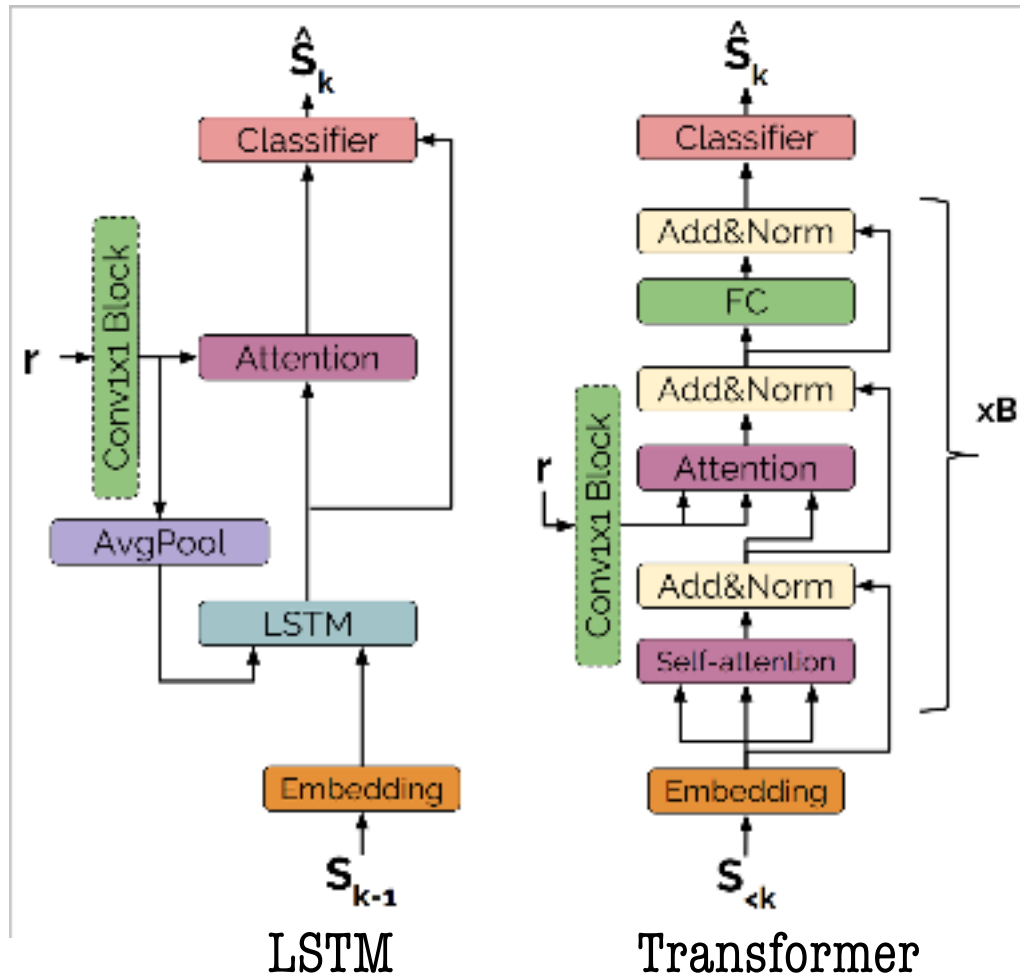 Ŝk
Classifier
Conv1x1 Block
r
Attention
AvgPool
LSTM
Embedding
Sk-1
LSTM
Ŝk
Classifier
Add&Norm
FC
Add&Norm
xB
Attention
r
Conv1x1 Block
Add&Norm
Self-attention
Embedding
S<k
Transformer